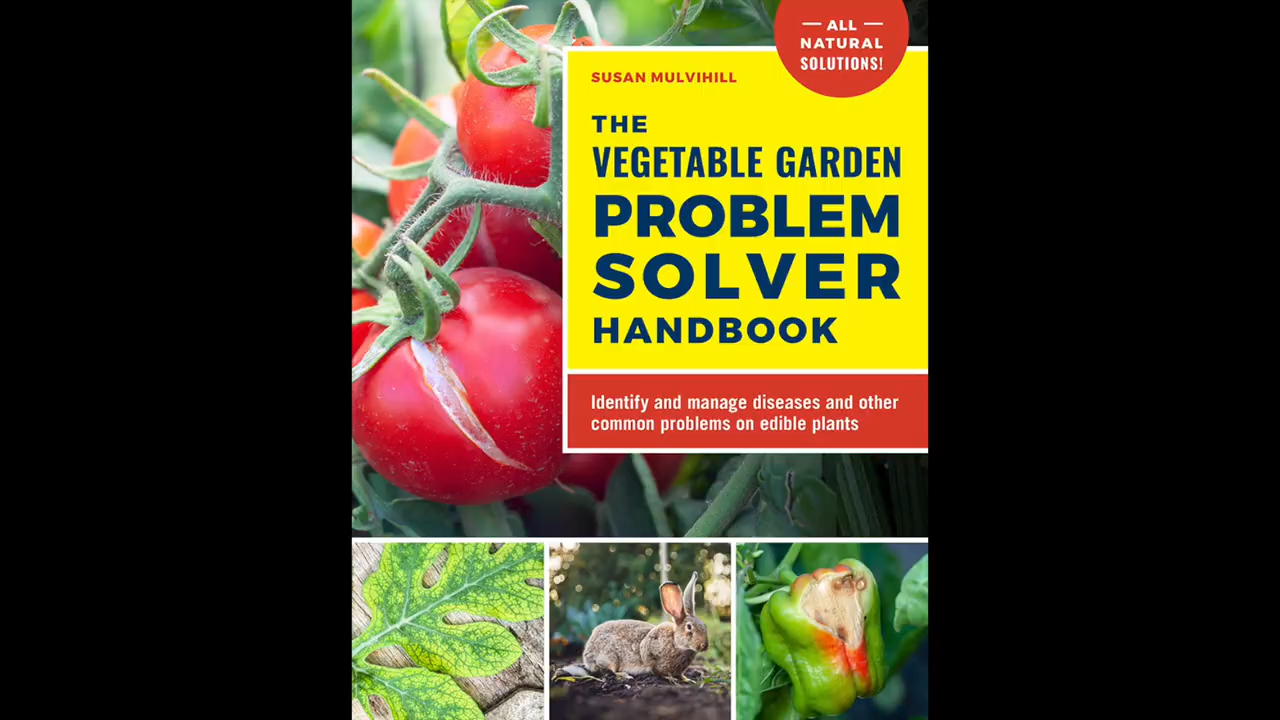 ALL
NATURAL
SOLUTIONS!
SUSAN MULVIHILL
THE
VEGETABLE GARDEN
PROBLEM
SOLVER
HANDBOOK
Identify and manage diseases and other
common problems on edible plants